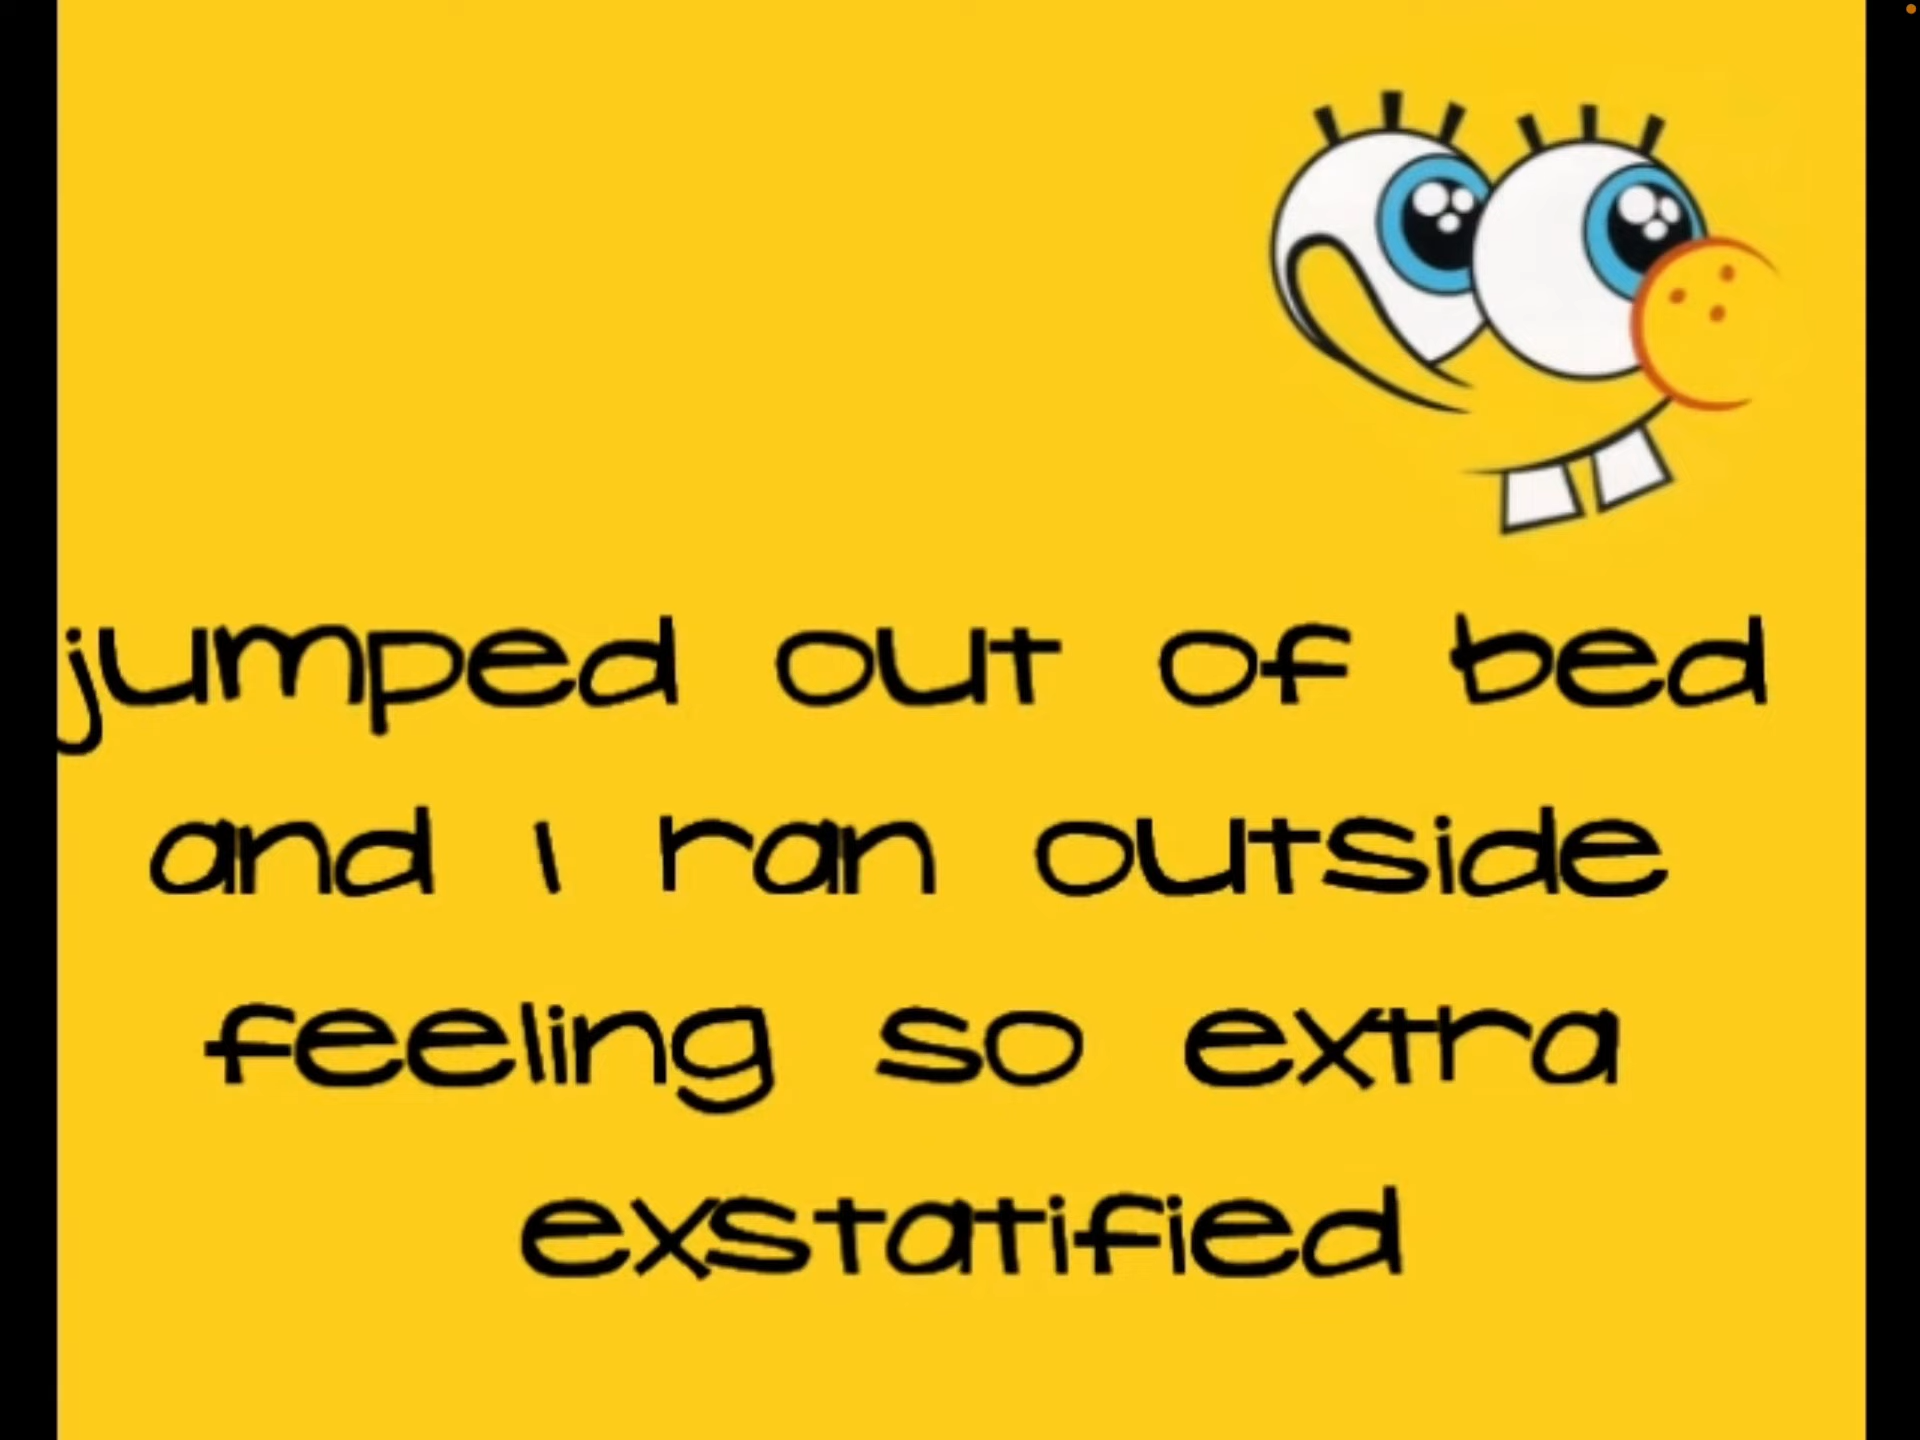 jumped out of bed
and I ran outside
feeling so extra
exstatified